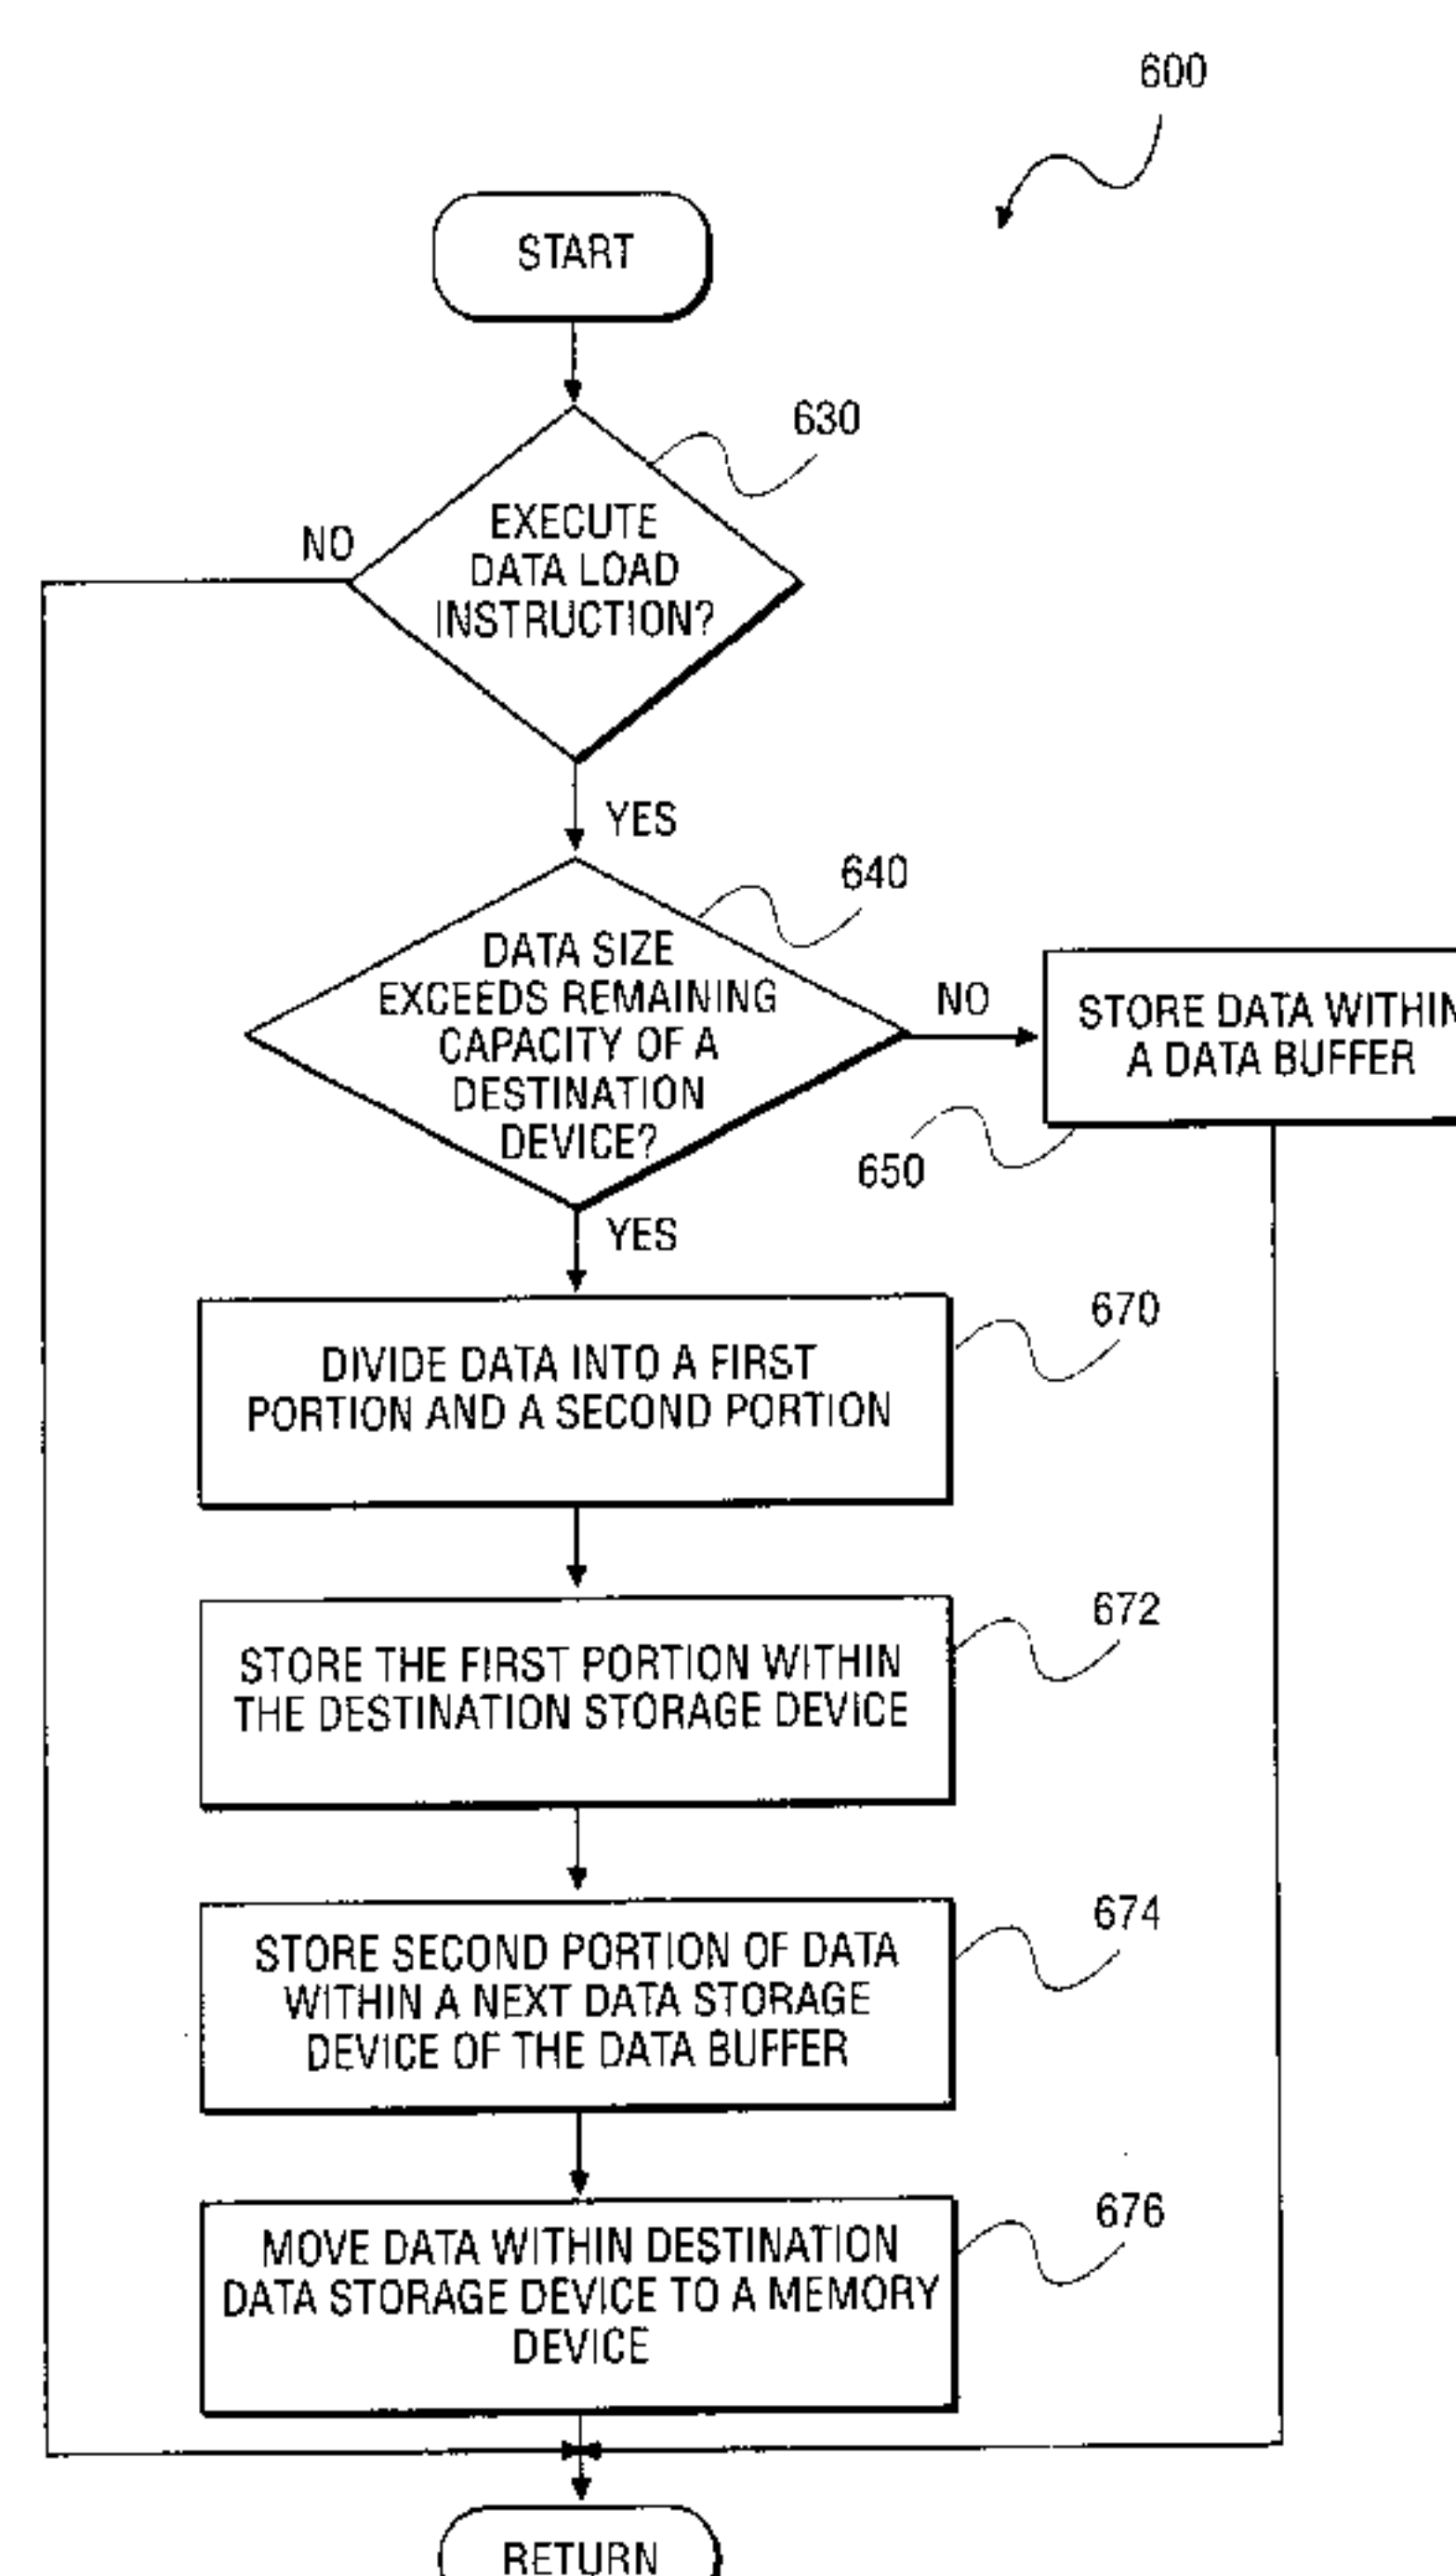 600
START
630
EXECUTE
DATA LOAD
INSTRUCTION?
NO
YES
640
DATA SIZE
EXCEEDS REMAINING
CAPACITY OF A
DESTINATION
DEVICE?
NO
STORE DATA WITHIN
A DATA BUFFER
650
YES
670
DIVIDE DATA INTO A FIRST
PORTION AND A SECOND PORTION
672
STORE THE FIRST PORTION WITHIN
THE DESTINATION STORAGE DEVICE
674
STORE SECOND PORTION OF DATA
WITHIN A NEXT DATA STORAGE
DEVICE OF THE DATA BUFFER
676
MOVE DATA WITHIN DESTINATION
DATA STORAGE DEVICE TO A MEMORY
DEVICE
RETURN